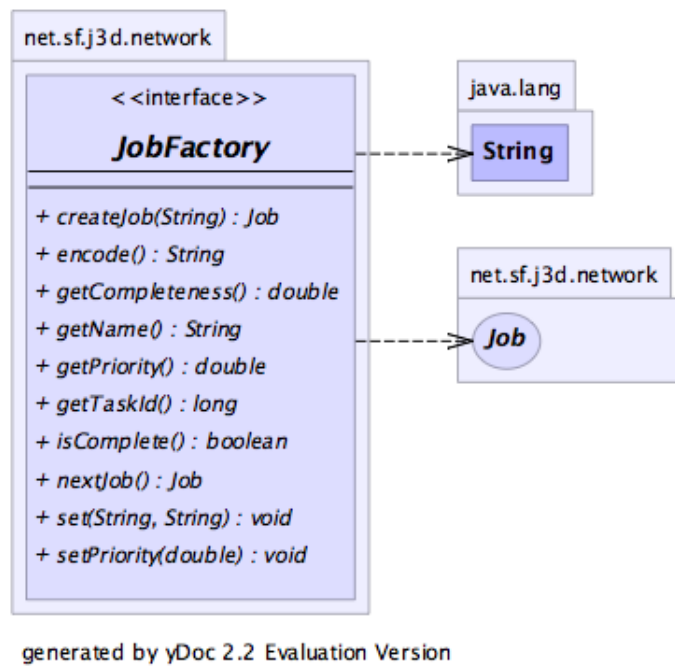 net.sf.j3d.network
<<interface>>
JobFactory
+ createJob(String) : Job
+ encode() : String
+ getCompleteness() : double
+ getName() : String
+ getPriority() : double
+ getTaskId() : long
+ isComplete() : boolean
+ nextJob() : Job
+ set(String, String) : void
+ setPriority(double) : void
java.lang
String
net.sf.j3d.network
Job
generated by yDoc 2.2 Evaluation Version